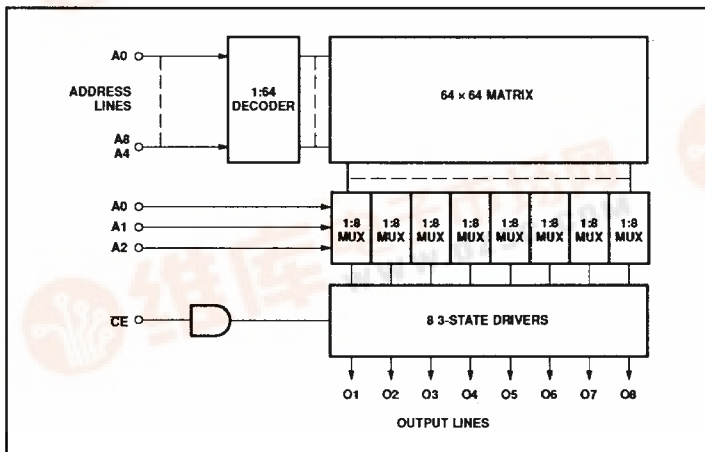 A0
ADDRESS
LINES
A8
A4
1:64
DECODER
64 × 64 MATRIX
A0
A1
A2
1:8
MUX
1:8
MUX
1:8
MUX
1:8
MUX
1:8
MUX
1:8
MUX
1:8
MUX
1:8
MUX
CE
8 3-STATE DRIVERS
O1 O2 O3 O4 O5 O6 O7 O8
OUTPUT LINES